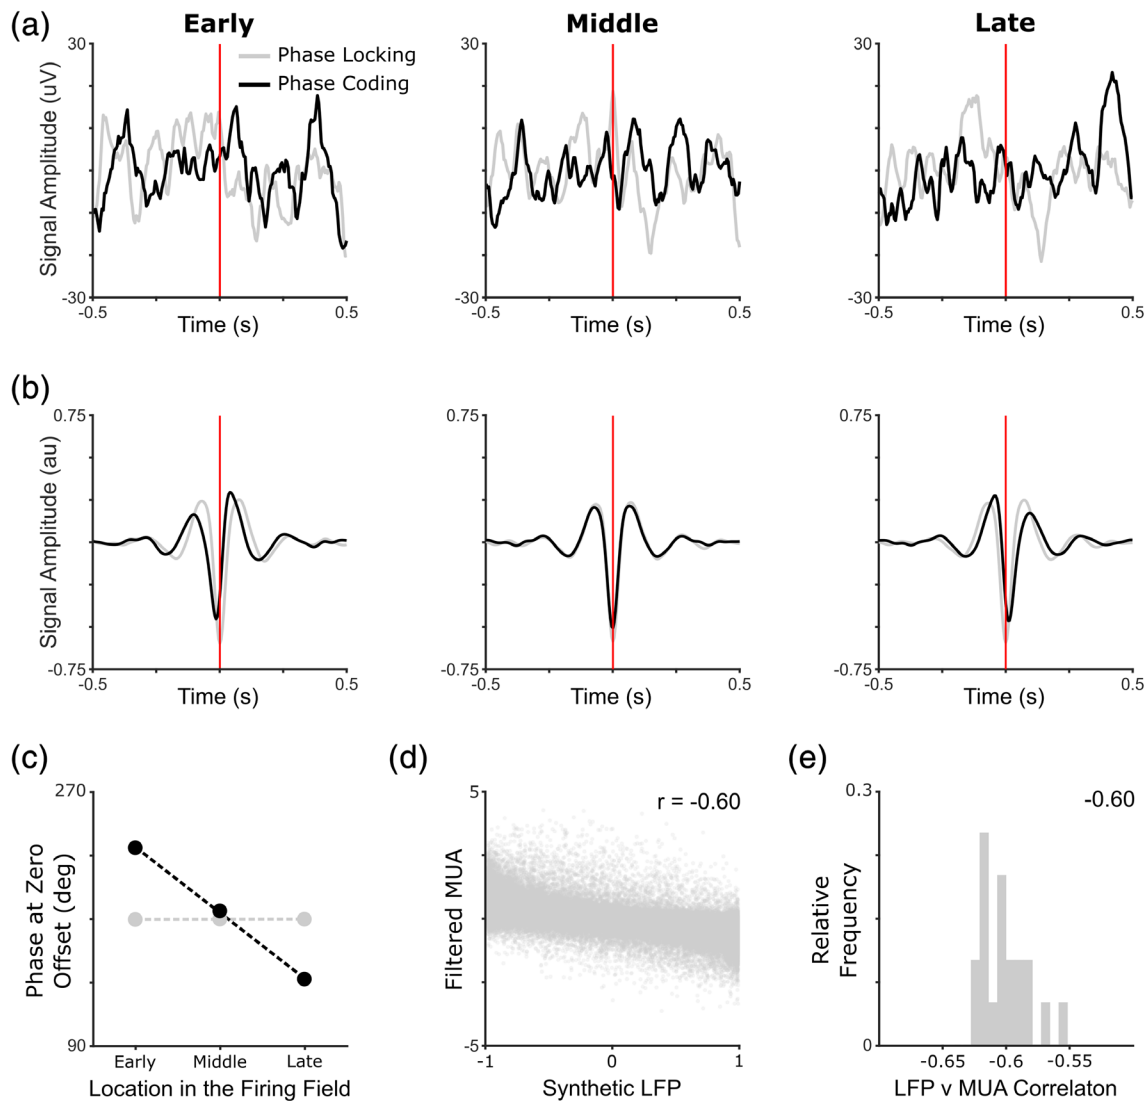 (a)
Early
Middle
Late
Phase Locking
Phase Coding
Signal Amplitude (uV)
30
-30
-0.5
0.5
Time (s)
30
-30
-0.5
0.5
Time (s)
30
-30
-0.5
0.5
Time (s)
(b)
Signal Amplitude (au)
0.75
-0.75
-0.5
0.5
Time (s)
0.75
-0.75
-0.5
0.5
Time (s)
0.75
-0.75
-0.5
0.5
Time (s)
(c)
Phase at Zero
Offset (deg)
270
90
Early
Middle
Late
Location in the Firing Field
(d)
Filtered MUA
5
-5
r = -0.60
-1
0
1
Synthetic LFP
(e)
Relative
Frequency
0.3
0
-0.60
-0.65
-0.6
-0.55
LFP v MUA Correlaton